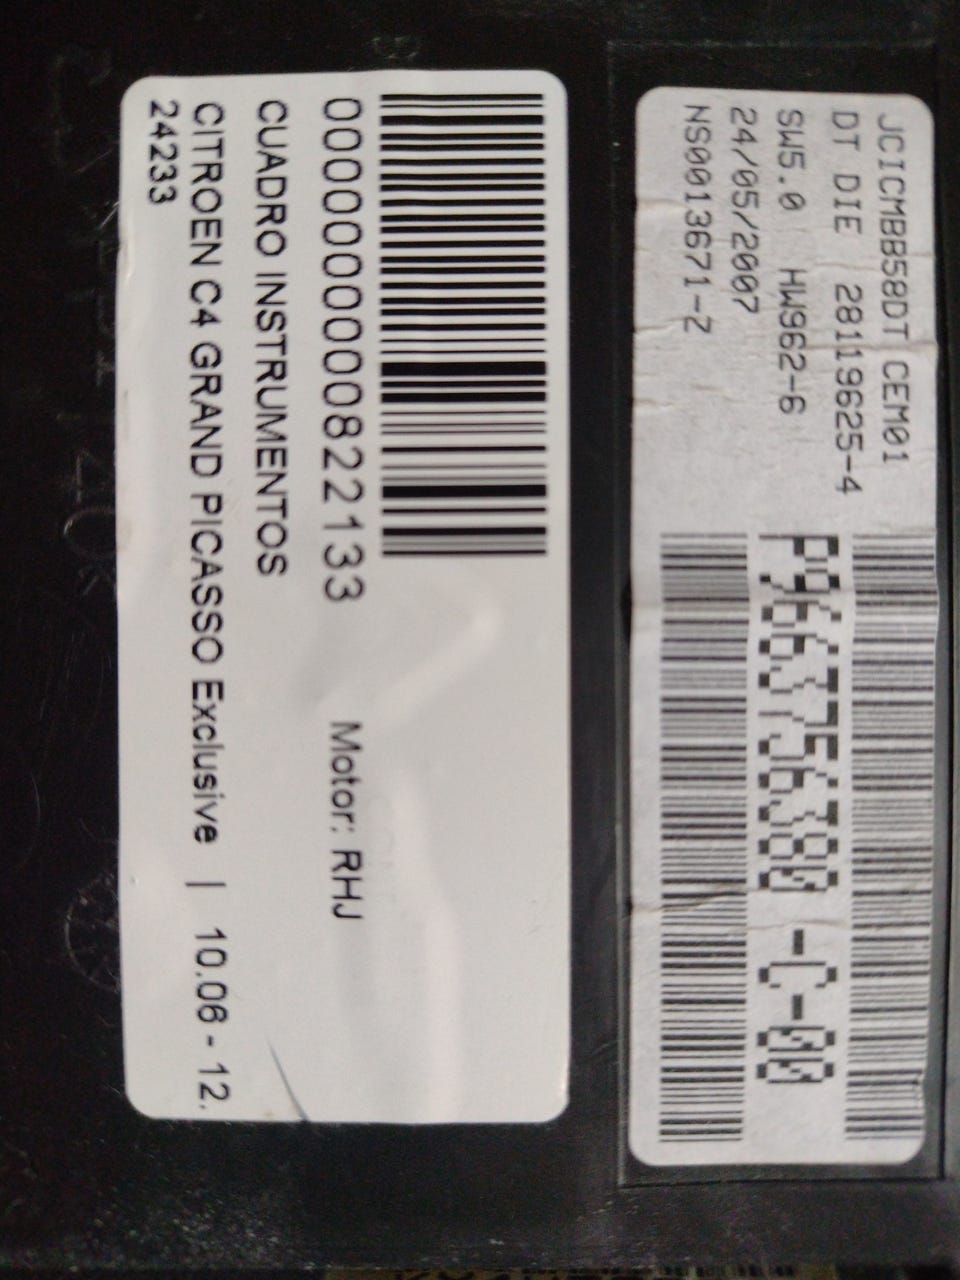 JCICMBB58DT CEM01
DT DIE 28119625-4
SW5.0 HW962-6
24/05/2007
NS0013671-Z
P9663756380 -C-00
0000000000822133 Motor: RHJ
CUADRO INSTRUMENTOS
CITROEN C4 GRAND PICASSO Exclusive | 10.06 - 12.
24233